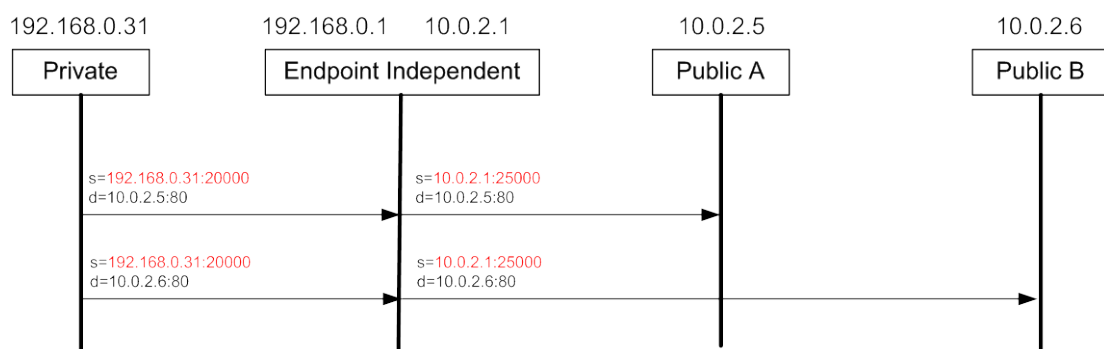 192.168.0.31 192.168.0.1 10.0.2.1 10.0.2.5 10.0.2.6
Private Endpoint Independent Public A Public B
s=192.168.0.31:20000 s=10.0.2.1:25000
d=10.0.2.5:80 d=10.0.2.5:80
s=192.168.0.31:20000 s=10.0.2.1:25000
d=10.0.2.6:80 d=10.0.2.6:80